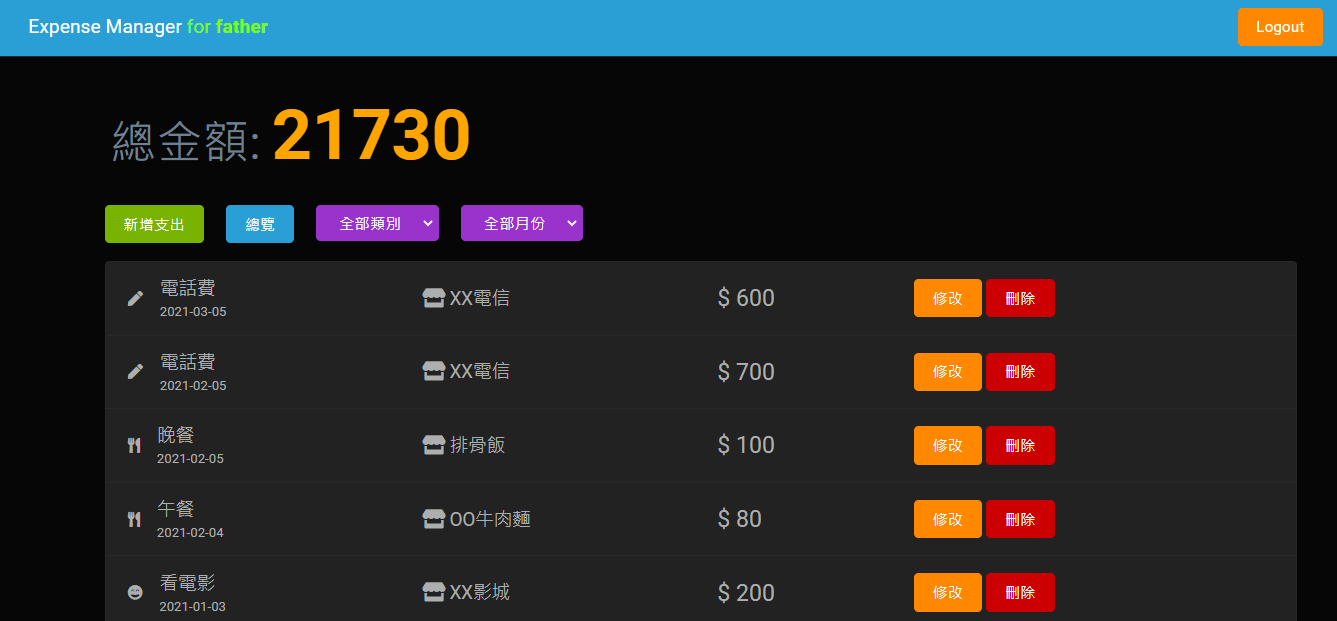 Expense Manager for father
Logout
總金額: 21730
新增支出
總覽
全部類別
全部月份
電話費
2021-03-05
XX電信
$ 600
修改
刪除
電話費
2021-02-05
XX電信
$ 700
修改
刪除
晚餐
2021-02-05
排骨飯
$ 100
修改
刪除
午餐
2021-02-04
OO牛肉麵
$ 80
修改
刪除
看電影
2021-01-03
XX影城
$ 200
修改
刪除